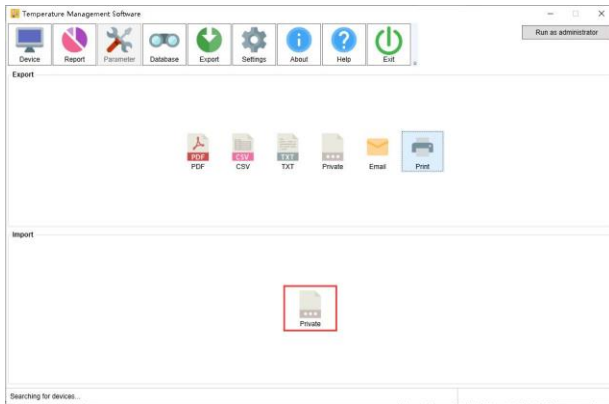 Temperature Management Software
Run as administrator
Device Report Parameter Database Export Settings About Help Exit
Export
PDF CSV TXT
PDF CSV TXT Private Email Print
Import
Private
Searching for devices...